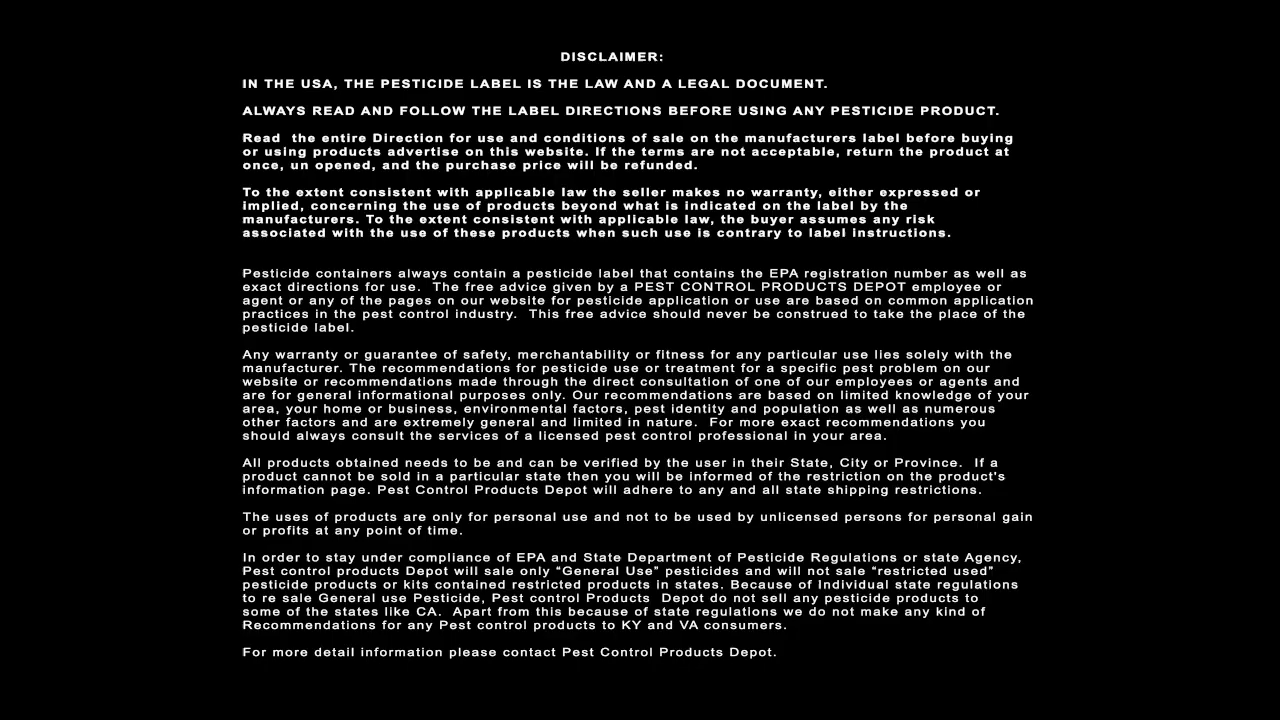 DISCLAIMER:
IN THE USA, THE PESTICIDE LABEL IS THE LAW AND A LEGAL DOCUMENT.
ALWAYS READ AND FOLLOW THE LABEL DIRECTIONS BEFORE USING ANY PESTICIDE PRODUCT.
Read the entire Direction for use and conditions of sale on the manufacturers label before buying
or using products advertise on this website. If the terms are not acceptable, return the product at
once, un opened, and the purchase price will be refunded.
To the extent consistent with applicable law the seller makes no warranty, either expressed or
implied, concerning the use of products beyond what is indicated on the label by the
manufacturers. To the extent consistent with applicable law, the buyer assumes any risk
associated with the use of these products when such use is contrary to label instructions.
Pesticide containers always contain a pesticide label that contains the EPA registration number as well as
exact directions for use. The free advice given by a PEST CONTROL PRODUCTS DEPOT employee or
agent or any of the pages on our website for pesticide application or use are based on common application
practices in the pest control industry. This free advice should never be construed to take the place of the
pesticide label.
Any warranty or guarantee of safety, merchantability or fitness for any particular use lies solely with the
manufacturer. The recommendations for pesticide use or treatment for a specific pest problem on our
website or recommendations made through the direct consultation of one of our employees or agents and
are for general informational purposes only. Our recommendations are based on limited knowledge of your
area, your home or business, environmental factors, pest identity and population as well as numerous
other factors and are extremely general and limited in nature. For more exact recommendations you
should always consult the services of a licensed pest control professional in your area.
All products obtained needs to be and can be verified by the user in their State, City or Province. If a
product cannot be sold in a particular state then you will be informed of the restriction on the product's
information page. Pest Control Products Depot will adhere to any and all state shipping restrictions.
The uses of products are only for personal use and not to be used by unlicensed persons for personal gain
or profits at any point of time.
In order to stay under compliance of EPA and State Department of Pesticide Regulations or state Agency,
Pest control products Depot will sale only “General Use” pesticides and will not sale “restricted used”
pesticide products or kits contained restricted products in states. Because of Individual state regulations
to re sale General use Pesticide, Pest control Products Depot do not sell any pesticide products to
some of the states like CA. Apart from this because of state regulations we do not make any kind of
Recommendations for any Pest control products to KY and VA consumers.
For more detail information please contact Pest Control Products Depot.